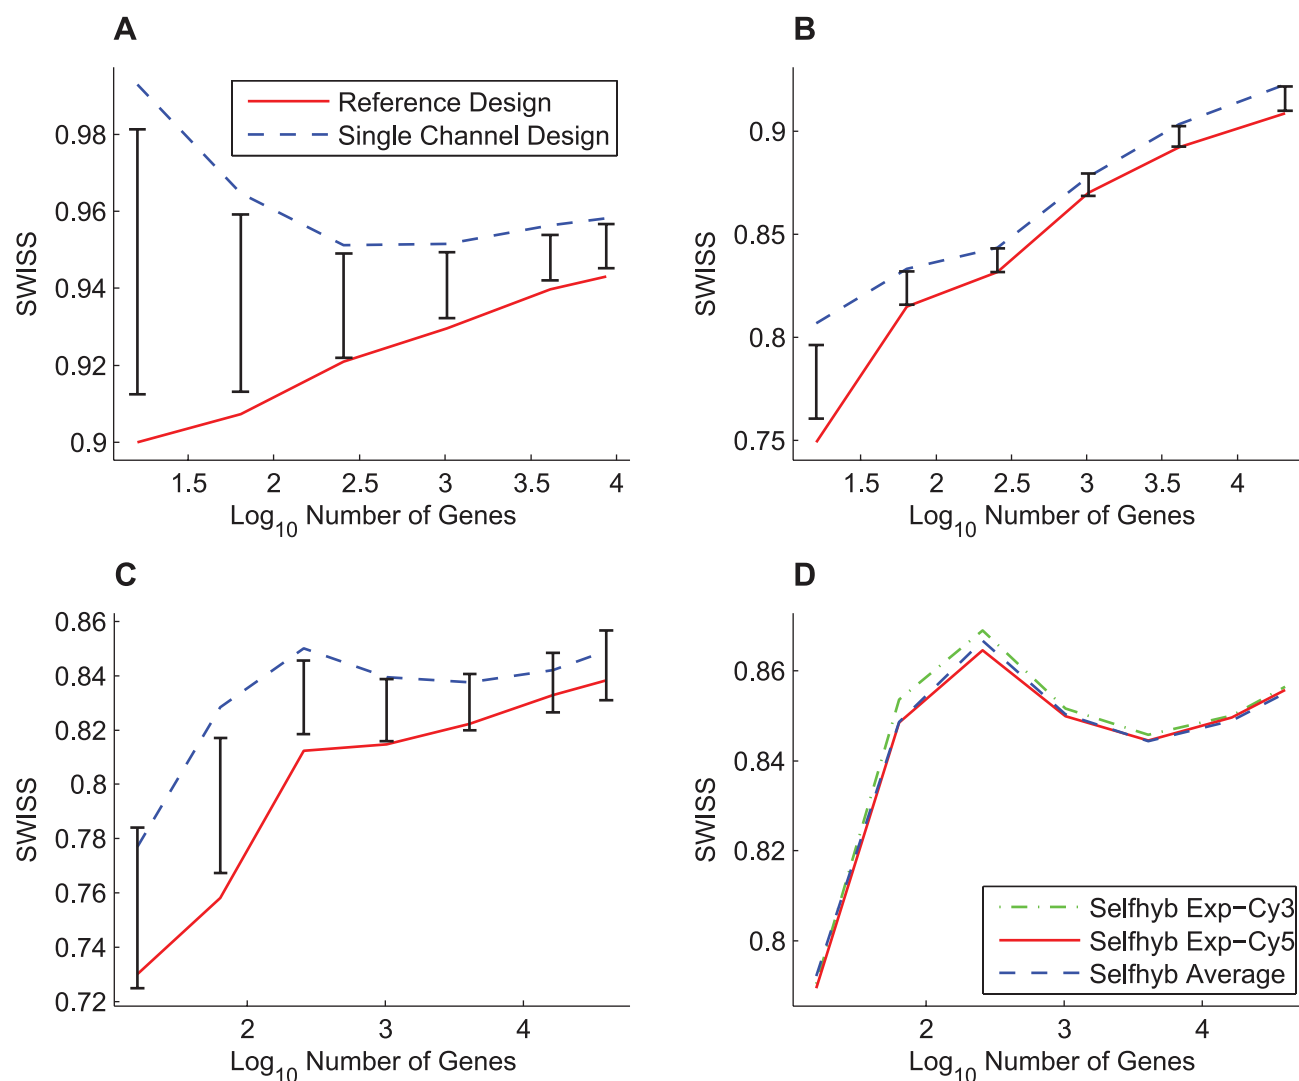 A
Reference Design
Single Channel Design
0.98
0.96
0.94
0.92
0.9
SWISS
1.5 2 2.5 3 3.5 4
Log10 Number of Genes
B
0.9
0.85
0.8
0.75
SWISS
1.5 2 2.5 3 3.5 4
Log10 Number of Genes
C
0.86
0.84
0.82
0.8
0.78
0.76
0.74
0.72
SWISS
2 3 4
Log10 Number of Genes
D
0.86
0.84
0.82
0.8
SWISS
Selfhyb Exp−Cy3
Selfhyb Exp−Cy5
Selfhyb Average
2 3 4
Log10 Number of Genes